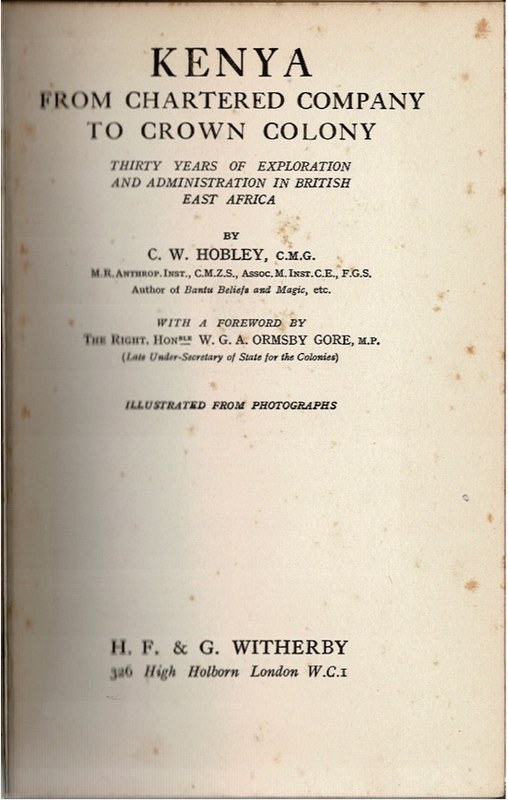 KENYA
FROM CHARTERED COMPANY
TO CROWN COLONY
THIRTY YEARS OF EXPLORATION
AND ADMINISTRATION IN BRITISH
EAST AFRICA
BY
C. W. HOBLEY, C.M.G.
M.R.ANTHROP. INST., C.M.Z.S., ASSOC. M. INST. C.E., F.G.S.
Author of Bantu Beliefs and Magic, etc.
WITH A FOREWORD BY
THE RIGHT. HONBLE W. G. A. ORMSBY GORE, M.P.
(Late Under-Secretary of State for the Colonies)
ILLUSTRATED FROM PHOTOGRAPHS
H. F. & G. WITHERBY
326 High Holborn London W.C.1